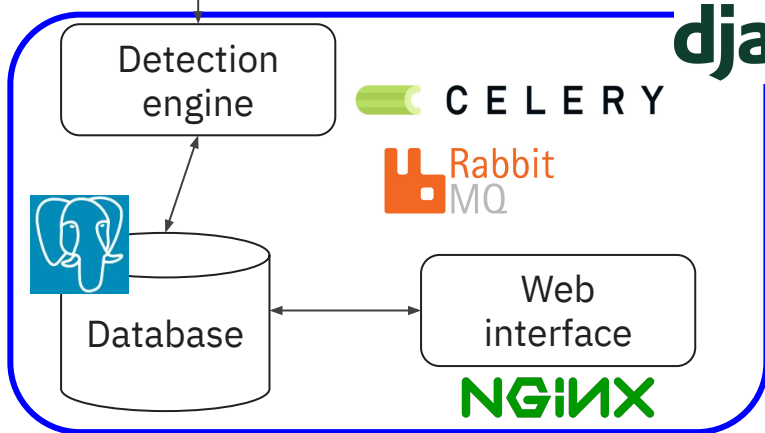 dja
Detection
engine
CELERY
Rabbit
MQ
Database
Web
interface
NGINX